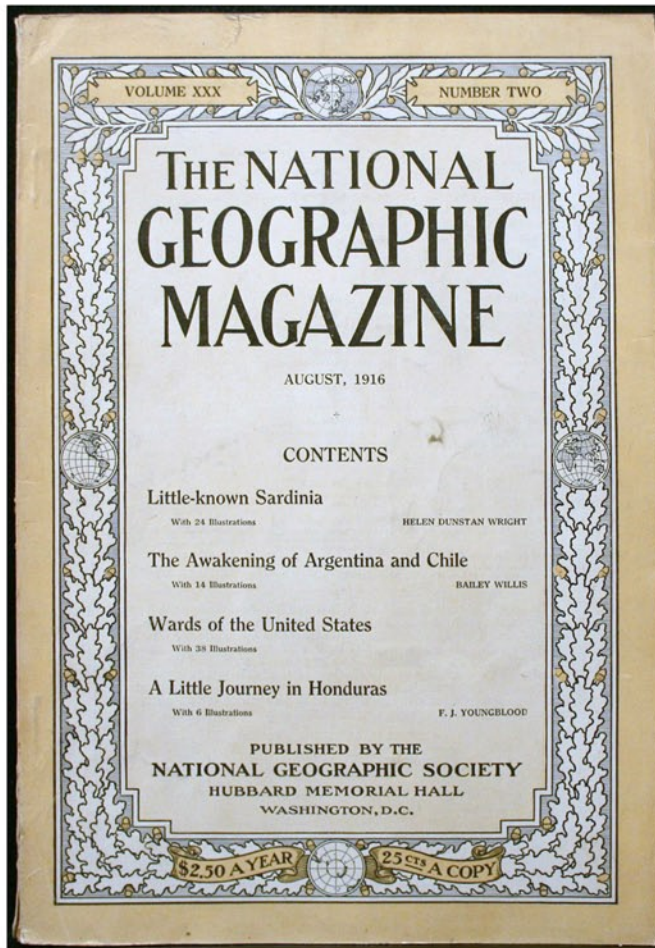 VOLUME XXX
NUMBER TWO
THE NATIONAL
GEOGRAPHIC
MAGAZINE
AUGUST, 1916
CONTENTS
Little-known Sardinia
With 24 Illustrations HELEN DUNSTAN WRIGHT
The Awakening of Argentina and Chile
With 14 Illustrations BAILEY WILLIS
Wards of the United States
With 38 Illustrations
A Little Journey in Honduras
With 6 Illustrations F. J. YOUNGBLOOD
PUBLISHED BY THE
NATIONAL GEOGRAPHIC SOCIETY
HUBBARD MEMORIAL HALL
WASHINGTON, D.C.
$2.50 A YEAR
25 CTS A COPY